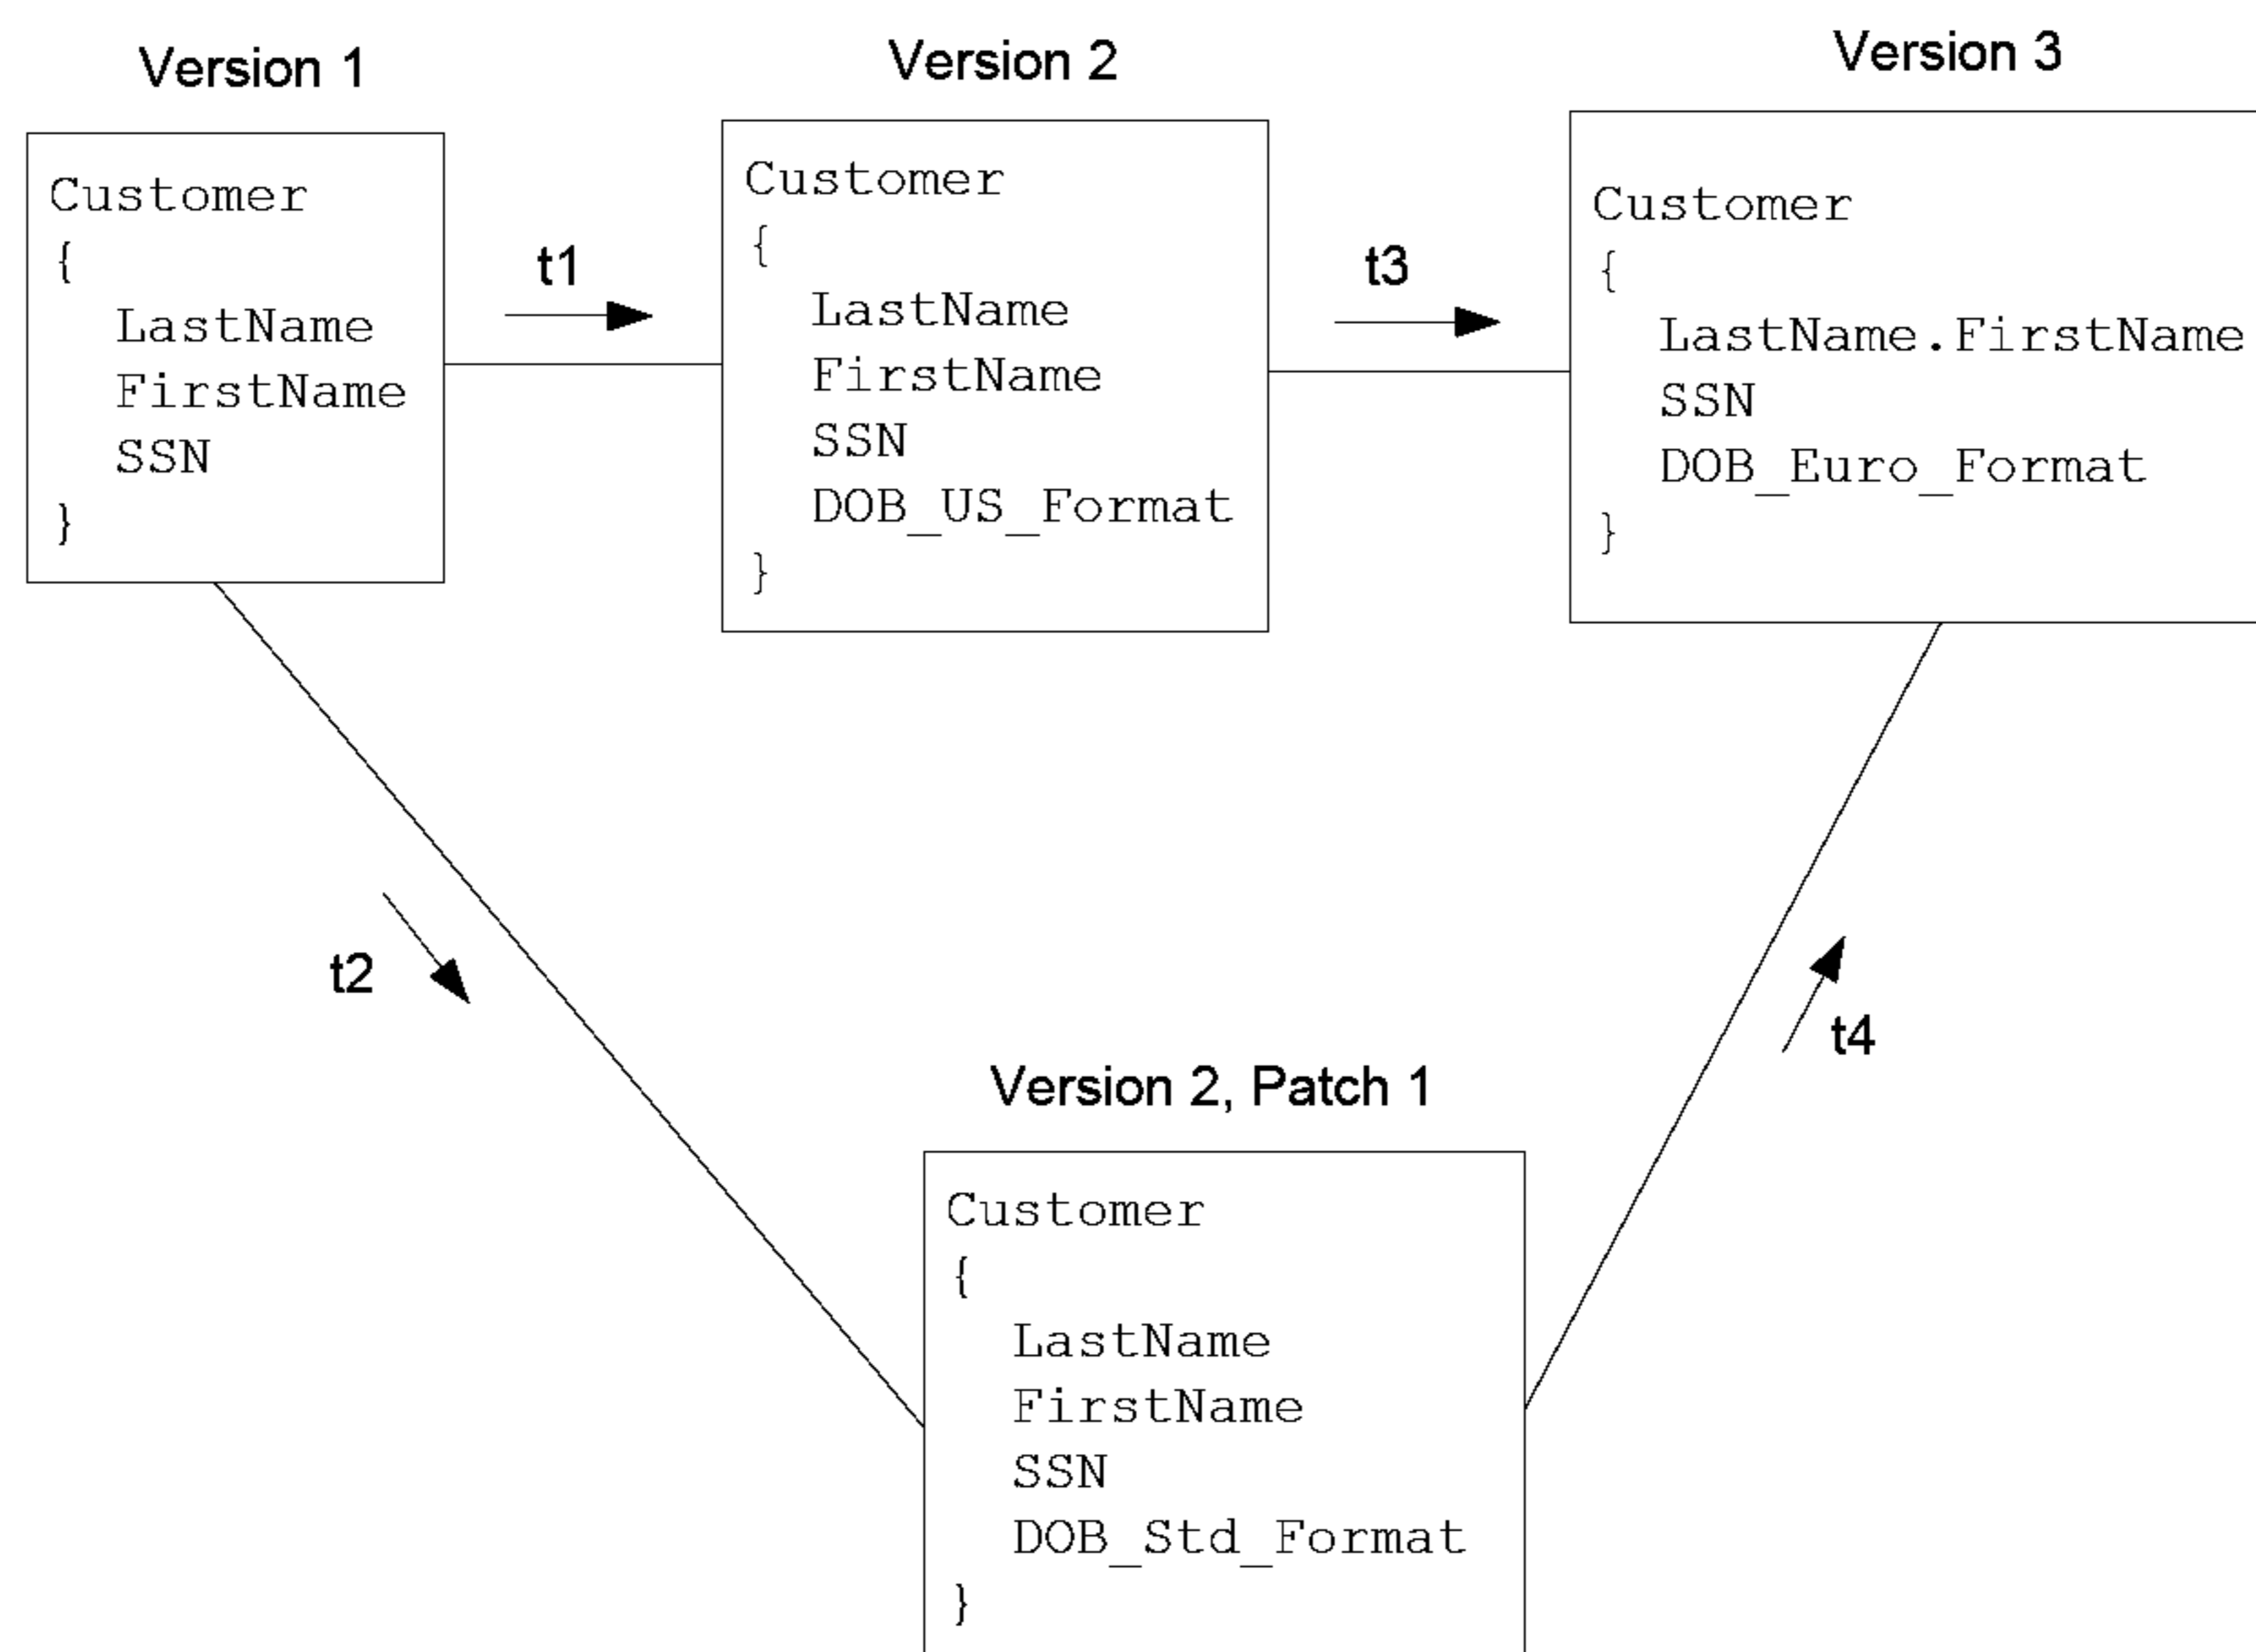 Version 1
Customer
{
LastName
FirstName
SSN
}
t1
Version 2
Customer
{
LastName
FirstName
SSN
DOB_US_Format
}
t3
Version 3
Customer
{
LastName.FirstName
SSN
DOB_Euro_Format
}
t2
t4
Version 2, Patch 1
Customer
{
LastName
FirstName
SSN
DOB_Std_Format
}